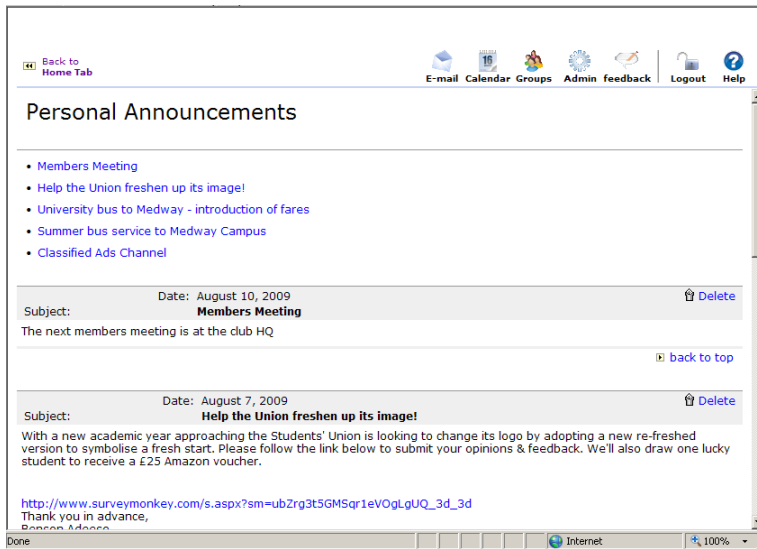 Back to
Home Tab
16
E-mail Calendar Groups Admin feedback Logout Help
Personal Announcements
• Members Meeting
• Help the Union freshen up its image!
• University bus to Medway - introduction of fares
• Summer bus service to Medway Campus
• Classified Ads Channel
Date: August 10, 2009 Delete
Subject: Members Meeting
The next members meeting is at the club HQ
back to top
Date: August 7, 2009 Delete
Subject: Help the Union freshen up its image!
With a new academic year approaching the Students' Union is looking to change its logo by adopting a new re-freshed
version to symbolise a fresh start. Please follow the link below to submit your opinions & feedback. We'll also draw one lucky
student to receive a £25 Amazon voucher.
http://www.surveymonkey.com/s.aspx?sm=ubZrg3t5GMSqr1eVOgLgUQ_3d_3d
Thank you in advance,
Done Internet 100%